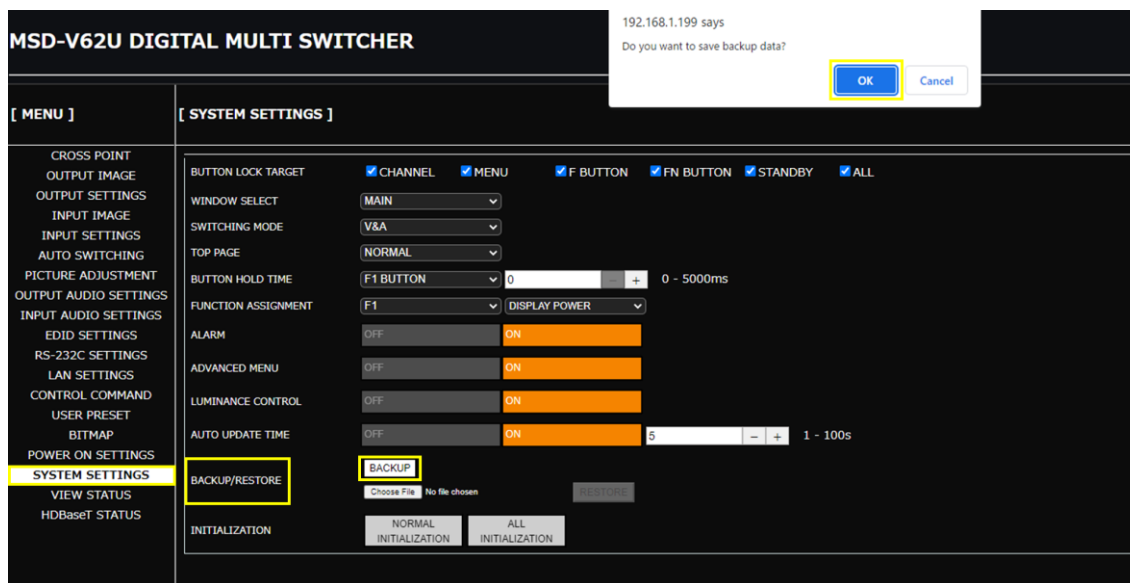 192.168.1.199 says
Do you want to save backup data?
OK Cancel
MSD-V62U DIGITAL MULTI SWITCHER
[ MENU ]
CROSS POINT
OUTPUT IMAGE
OUTPUT SETTINGS
INPUT IMAGE
INPUT SETTINGS
AUTO SWITCHING
PICTURE ADJUSTMENT
OUTPUT AUDIO SETTINGS
INPUT AUDIO SETTINGS
EDID SETTINGS
RS-232C SETTINGS
LAN SETTINGS
CONTROL COMMAND
USER PRESET
BITMAP
POWER ON SETTINGS
SYSTEM SETTINGS
VIEW STATUS
HDBaseT STATUS
[ SYSTEM SETTINGS ]
BUTTON LOCK TARGET CHANNEL MENU F BUTTON FN BUTTON STANDBY ALL
WINDOW SELECT MAIN
SWITCHING MODE V&A
TOP PAGE NORMAL
BUTTON HOLD TIME F1 BUTTON 0 - + 0 - 5000ms
FUNCTION ASSIGNMENT F1 DISPLAY POWER
ALARM OFF ON
ADVANCED MENU OFF ON
LUMINANCE CONTROL OFF ON
AUTO UPDATE TIME OFF ON 5 - + 1 - 100s
BACKUP/RESTORE BACKUP
Choose File No file chosen RESTORE
INITIALIZATION NORMAL INITIALIZATION ALL INITIALIZATION